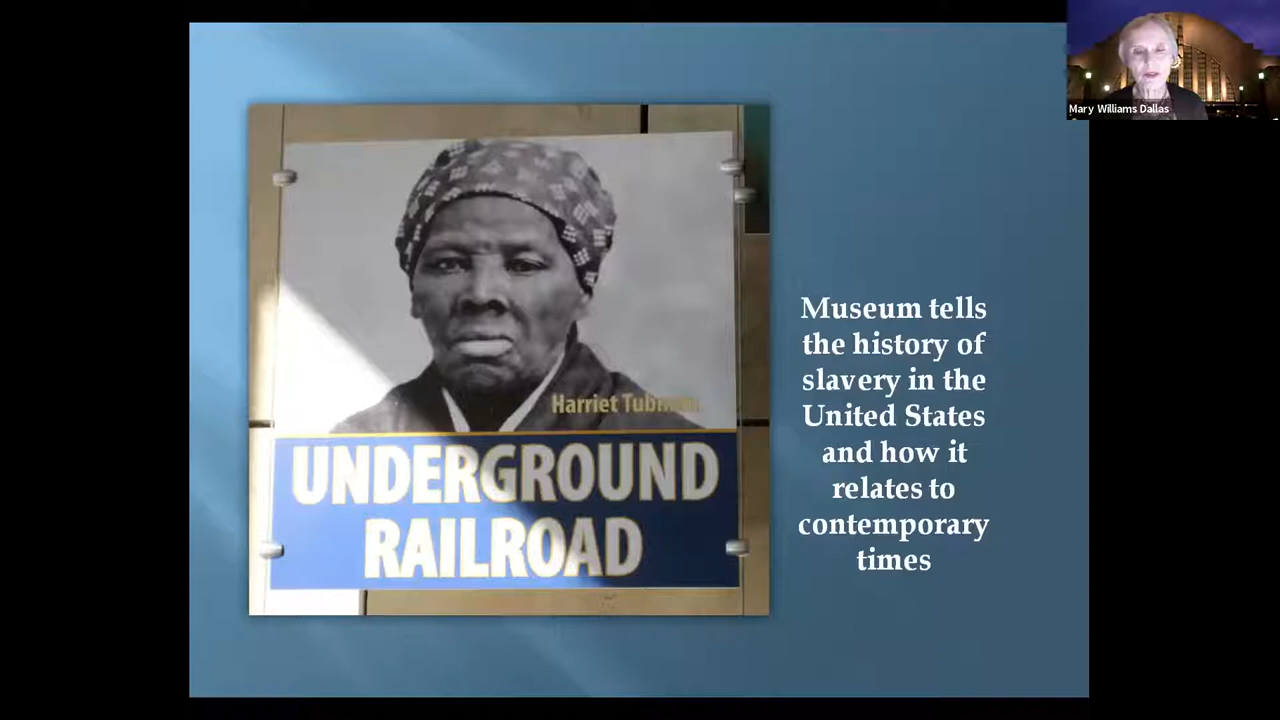 Mary Williams Dallas
Harriet Tubman
UNDERGROUND
RAILROAD
Museum tells
the history of
slavery in the
United States
and how it
relates to
contemporary
times